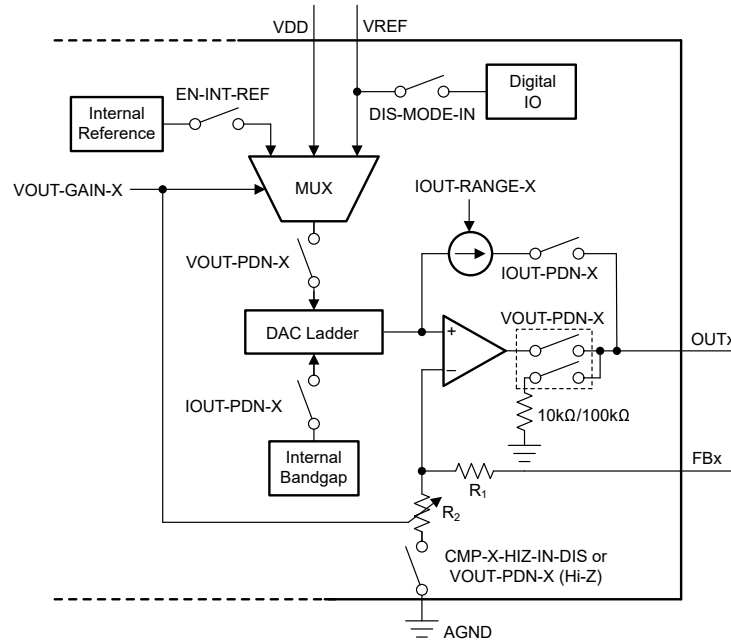 VDD
VREF
EN-INT-REF
Internal
Reference
DIS-MODE-IN
Digital
IO
VOUT-GAIN-X
MUX
IOUT-RANGE-X
VOUT-PDN-X
IOUT-PDN-X
DAC Ladder
VOUT-PDN-X
+
−
OUTx
IOUT-PDN-X
10kΩ/100kΩ
Internal
Bandgap
FBx
R1
R2
CMP-X-HIZ-IN-DIS or
VOUT-PDN-X (Hi-Z)
AGND